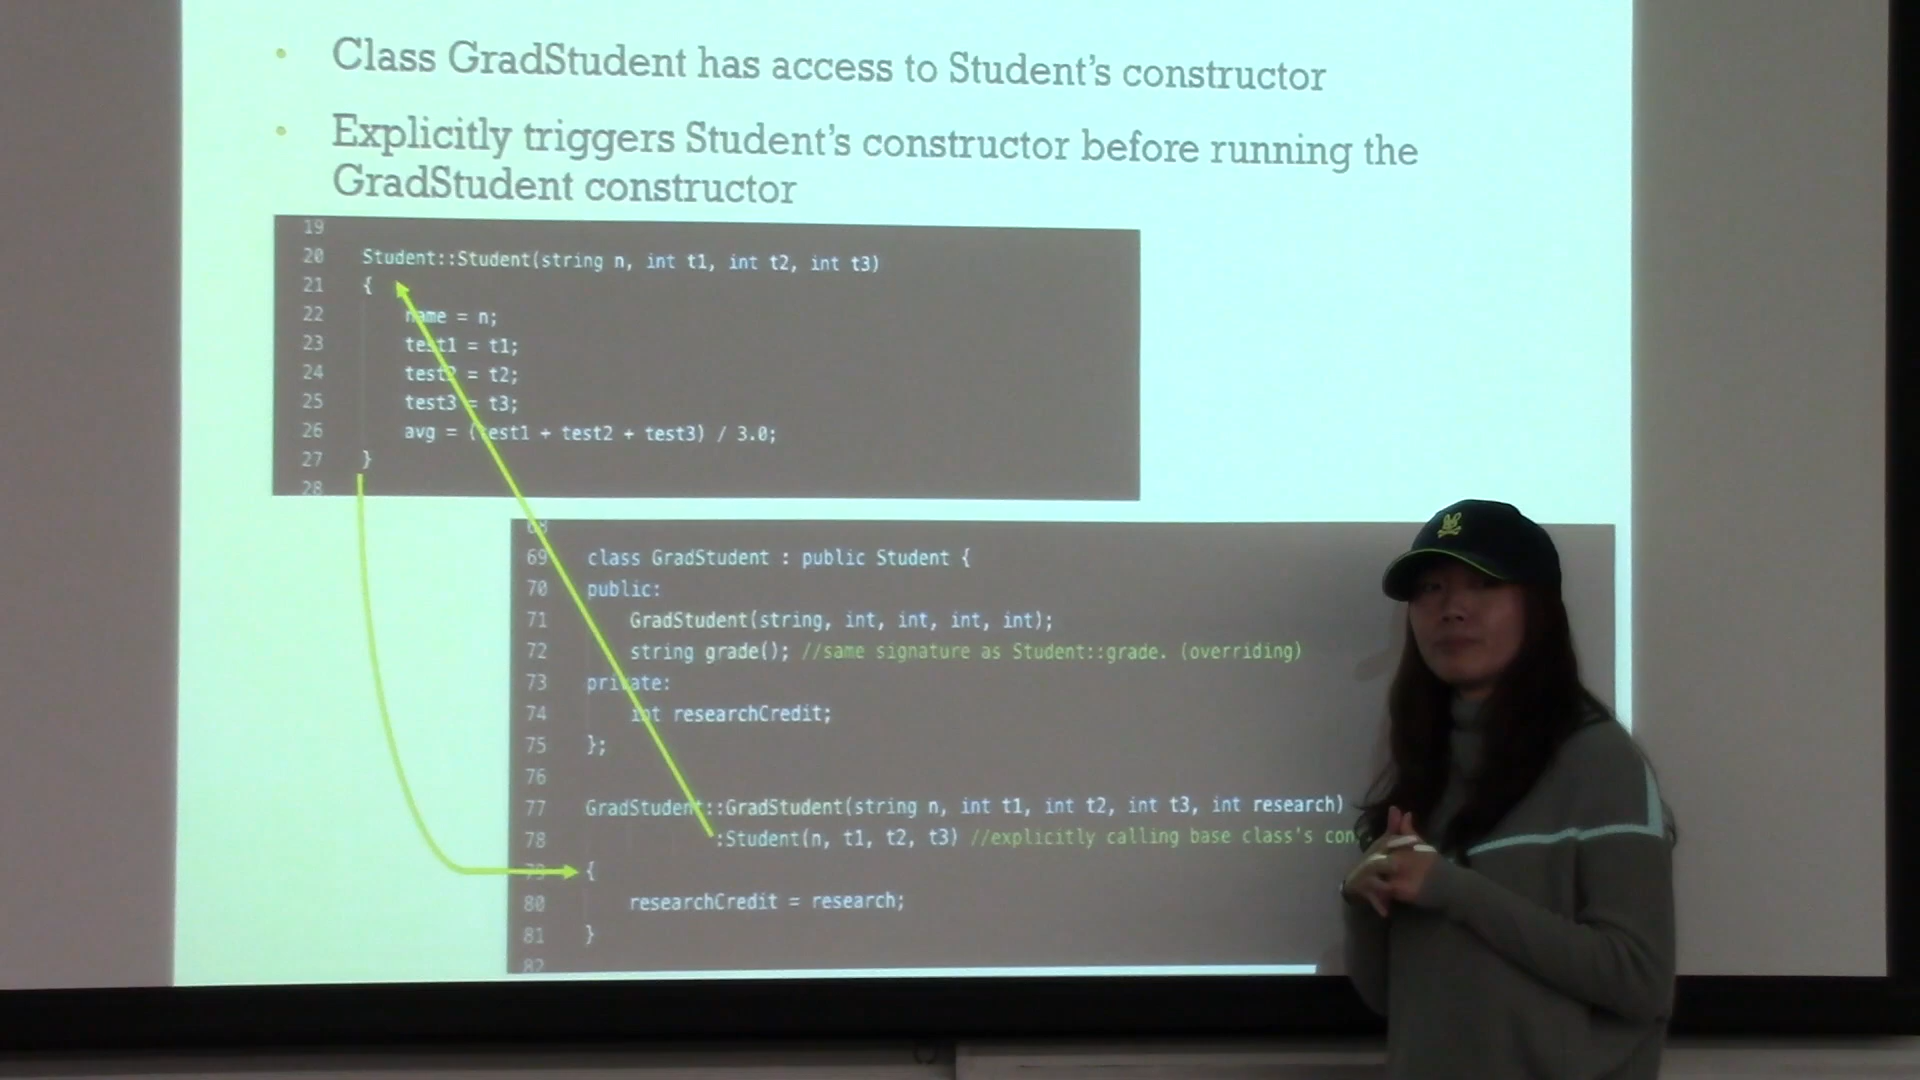 • Class GradStudent has access to Student's constructor
• Explicitly triggers Student's constructor before running the
GradStudent constructor
19
20 Student::Student(string n, int t1, int t2, int t3)
21 {
22 name = n;
23 test1 = t1;
24 test2 = t2;
25 test3 = t3;
26 avg = (test1 + test2 + test3) / 3.0;
27 }
28
68
69 class GradStudent : public Student {
70 public:
71 GradStudent(string, int, int, int, int);
72 string grade(); //same signature as Student::grade. (overriding)
73 private:
74 int researchCredit;
75 };
76
77 GradStudent::GradStudent(string n, int t1, int t2, int t3, int research)
78 :Student(n, t1, t2, t3) //explicitly calling base class's con
79 {
80 researchCredit = research;
81 }
82